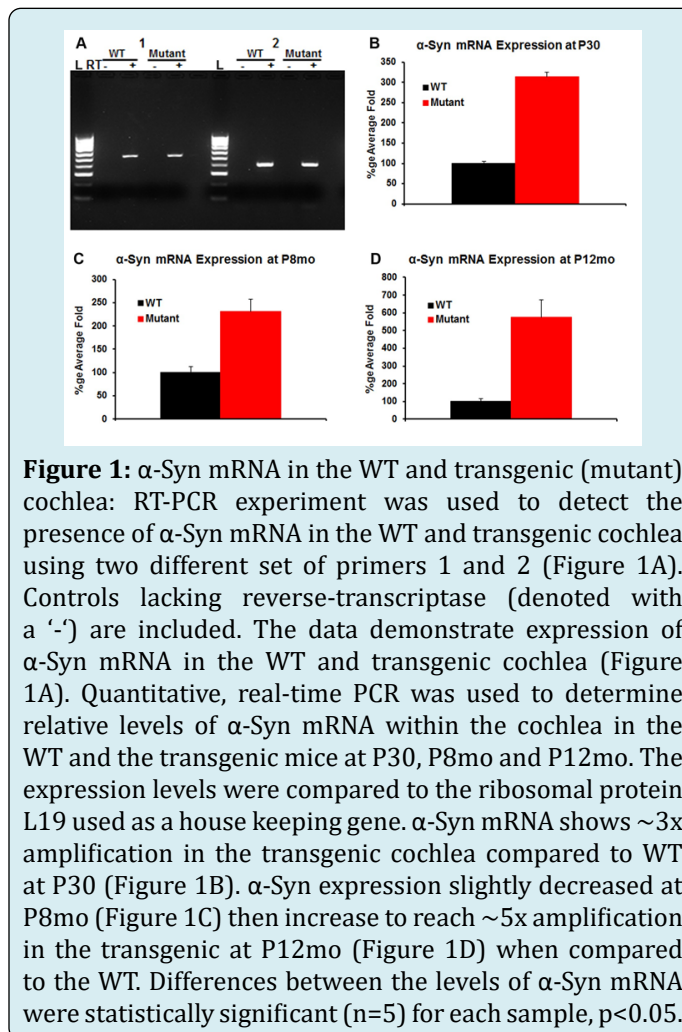 A
1
2
WT
Mutant
WT
Mutant
L RT - + - +
L - + - +
B
α-Syn mRNA Expression at P30
%ge Average Fold
350
300
250
200
150
100
50
0
WT
Mutant
C
α-Syn mRNA Expression at P8mo
%ge Average Fold
300
250
200
150
100
50
0
WT
Mutant
D
α-Syn mRNA Expression at P12mo
%ge Average Fold
800
700
600
500
400
300
200
100
0
WT
Mutant
Figure 1: α-Syn mRNA in the WT and transgenic (mutant)
cochlea: RT-PCR experiment was used to detect the
presence of α-Syn mRNA in the WT and transgenic cochlea
using two different set of primers 1 and 2 (Figure 1A).
Controls lacking reverse-transcriptase (denoted with
a ‘-‘) are included. The data demonstrate expression of
α-Syn mRNA in the WT and transgenic cochlea (Figure
1A). Quantitative, real-time PCR was used to determine
relative levels of α-Syn mRNA within the cochlea in the
WT and the transgenic mice at P30, P8mo and P12mo. The
expression levels were compared to the ribosomal protein
L19 used as a house keeping gene. α-Syn mRNA shows ~3x
amplification in the transgenic cochlea compared to WT
at P30 (Figure 1B). α-Syn expression slightly decreased at
P8mo (Figure 1C) then increase to reach ~5x amplification
in the transgenic at P12mo (Figure 1D) when compared
to the WT. Differences between the levels of α-Syn mRNA
were statistically significant (n=5) for each sample, p<0.05.